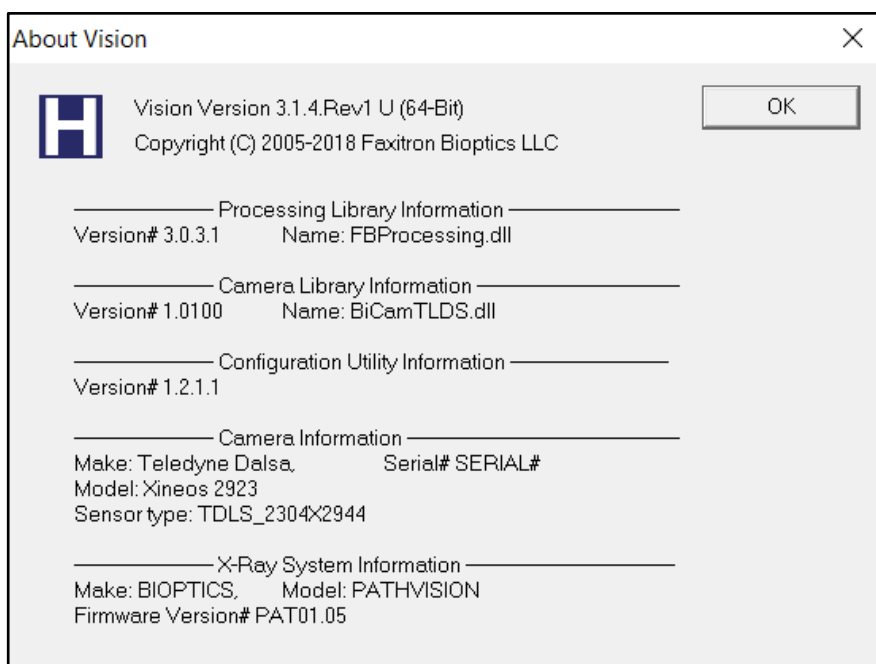 About Vision
H
Vision Version 3.1.4.Rev1 U (64-Bit)
OK
Copyright (C) 2005-2018 Faxitron Bioptics LLC
Processing Library Information
Version# 3.0.3.1 Name: FBProcessing.dll
Camera Library Information
Version# 1.0100 Name: BiCamTLDS.dll
Configuration Utility Information
Version# 1.2.1.1
Camera Information
Make: Teledyne Dalsa, Serial# SERIAL#
Model: Xineos 2923
Sensor type: TDLS_2304X2944
X-Ray System Information
Make: BIOPTICS, Model: PATHVISION
Firmware Version# PAT01.05